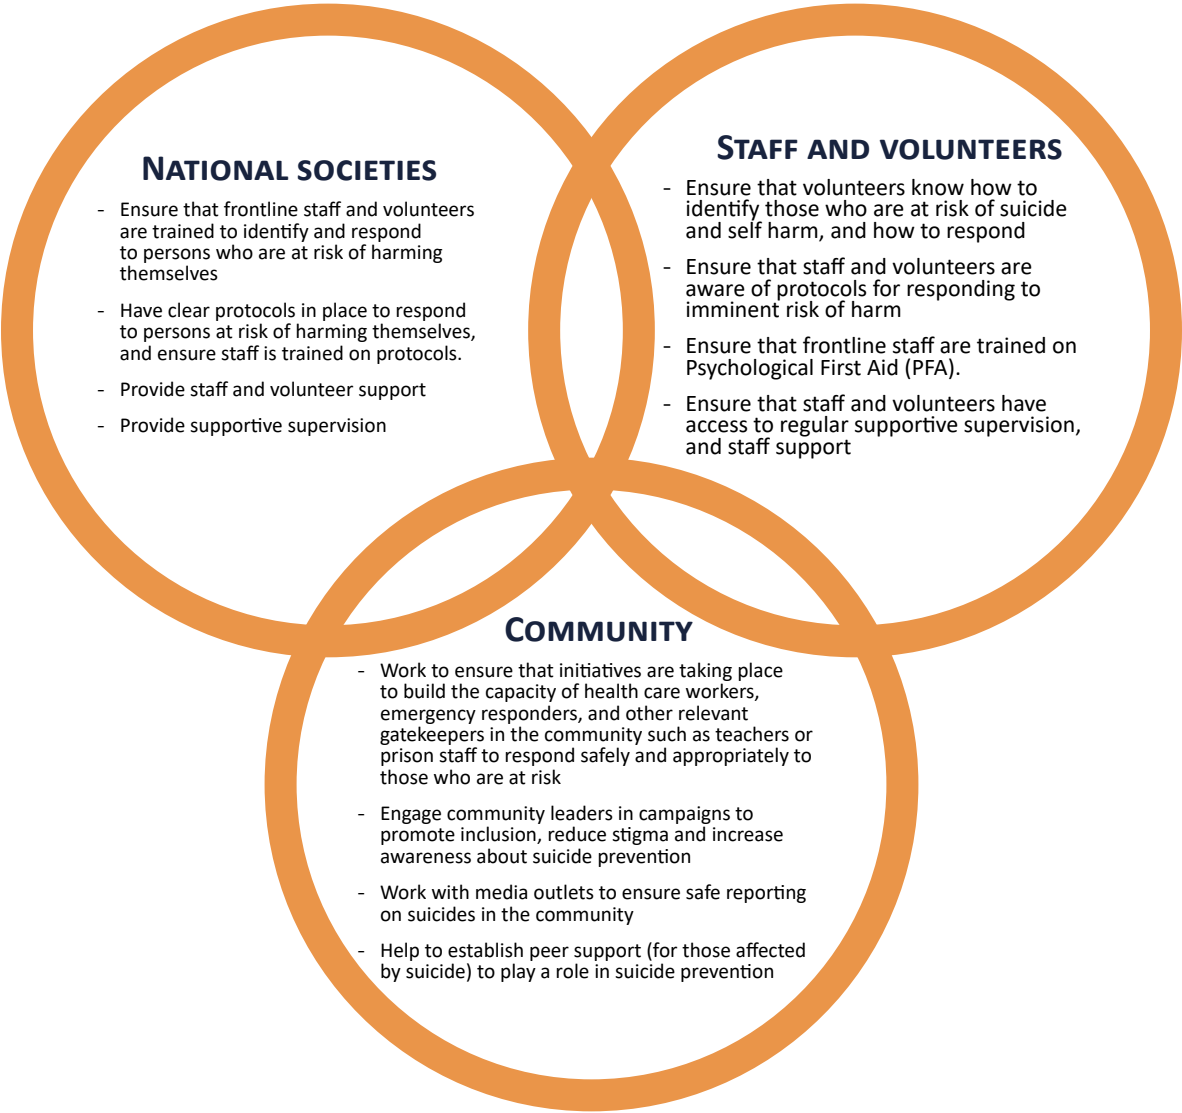 NATIONAL SOCIETIES
- Ensure that frontline staff and volunteers
are trained to identify and respond
to persons who are at risk of harming
themselves
- Have clear protocols in place to respond
to persons at risk of harming themselves,
and ensure staff is trained on protocols.
- Provide staff and volunteer support
- Provide supportive supervision
STAFF AND VOLUNTEERS
- Ensure that volunteers know how to
identify those who are at risk of suicide
and self harm, and how to respond
- Ensure that staff and volunteers are
aware of protocols for responding to
imminent risk of harm
- Ensure that frontline staff are trained on
Psychological First Aid (PFA).
- Ensure that staff and volunteers have
access to regular supportive supervision,
and staff support
COMMUNITY
- Work to ensure that initiatives are taking place
to build the capacity of health care workers,
emergency responders, and other relevant
gatekeepers in the community such as teachers or
prison staff to respond safely and appropriately to
those who are at risk
- Engage community leaders in campaigns to
promote inclusion, reduce stigma and increase
awareness about suicide prevention
- Work with media outlets to ensure safe reporting
on suicides in the community
- Help to establish peer support (for those affected
by suicide) to play a role in suicide prevention